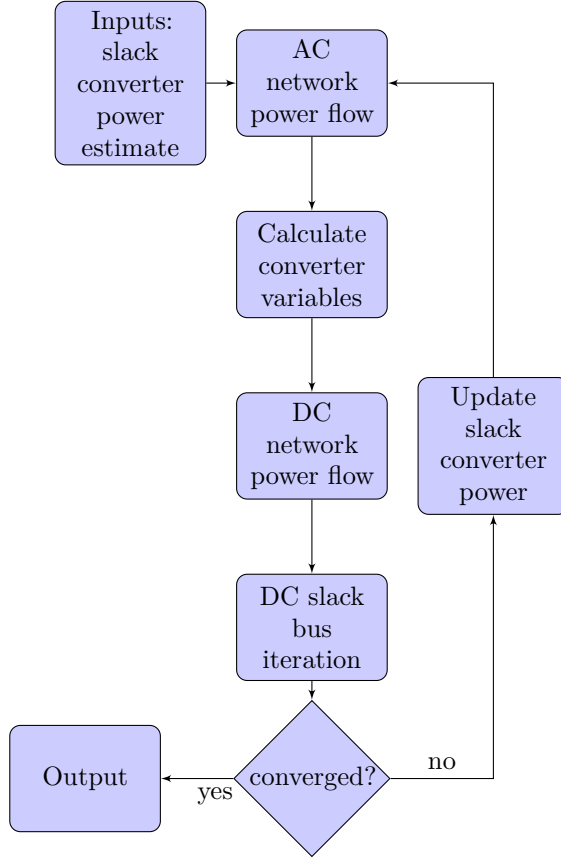 Inputs:
slack
converter
power
estimate
AC
network
power flow
Calculate
converter
variables
DC
network
power flow
Update
slack
converter
power
DC slack
bus
iteration
converged?
no
yes
Output